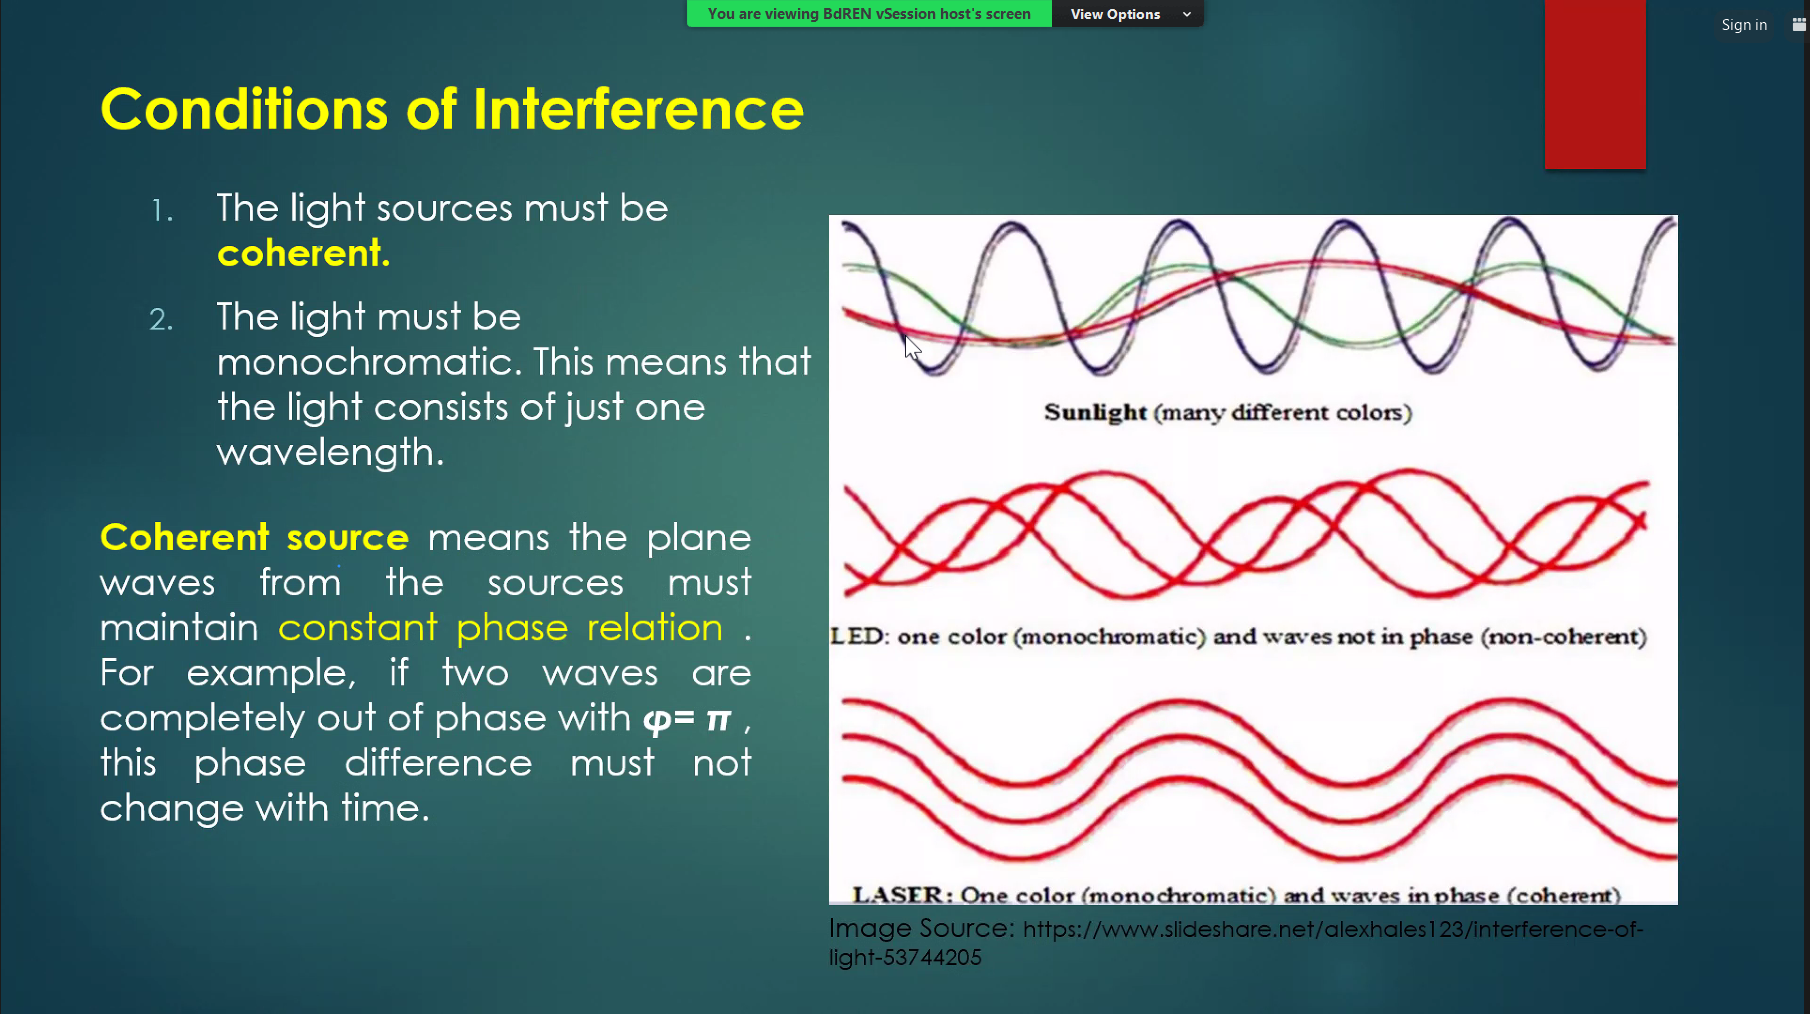 You are viewing BdREN vSession host's screen
View Options
Sign in
Conditions of Interference
1. The light sources must be
coherent.
2. The light must be
monochromatic. This means that
the light consists of just one
wavelength.
Coherent source means the plane
waves from the sources must
maintain constant phase relation .
For example, if two waves are
completely out of phase with φ= π ,
this phase difference must not
change with time.
Sunlight (many different colors)
LED: one color (monochromatic) and waves not in phase (non-coherent)
LASER: One color (monochromatic) and waves in phase (coherent)
Image Source: https://www.slideshare.net/alexhales123/interference-of-
light-53744205